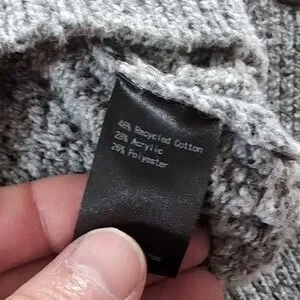 46% Recycled Cotton
28% Acrylic
26% Polyester